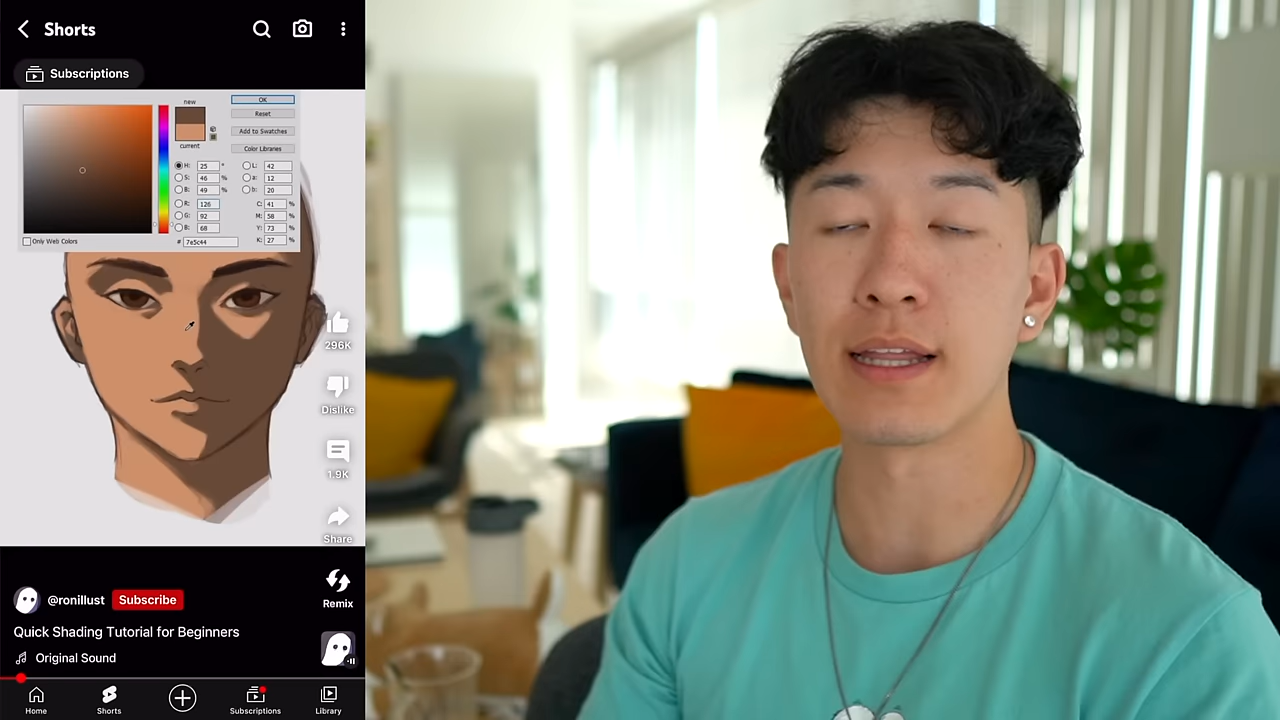 Shorts
Subscriptions
new
current
OK
Reset
Add to Swatches
Color Libraries
H: 25 °
S: 46 %
B: 49 %
R: 126
G: 92
B: 68
L: 42
a: 12
b: 20
C: 41 %
M: 58 %
Y: 73 %
K: 27 %
Only Web Colors
# 7e5c44
296K
Dislike
1.9K
Share
Remix
@ronillust
Subscribe
Quick Shading Tutorial for Beginners
Original Sound
Home
Shorts
Subscriptions
Library